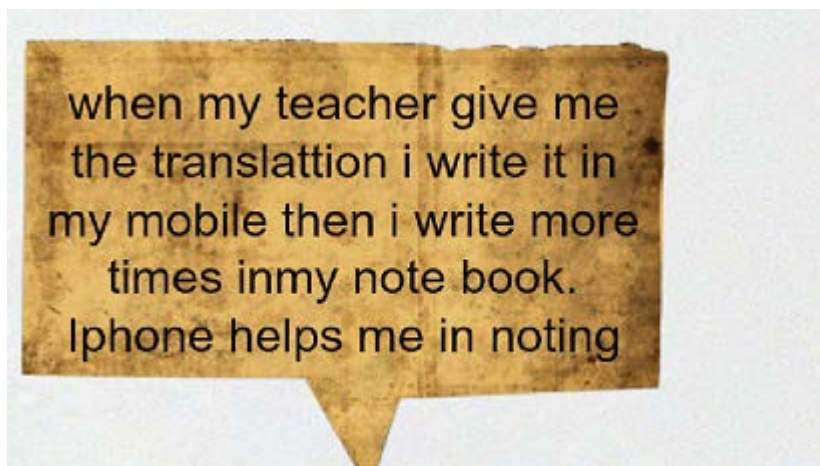 when my teacher give me
the translattion i write it in
my mobile then i write more
times inmy note book.
Iphone helps me in noting